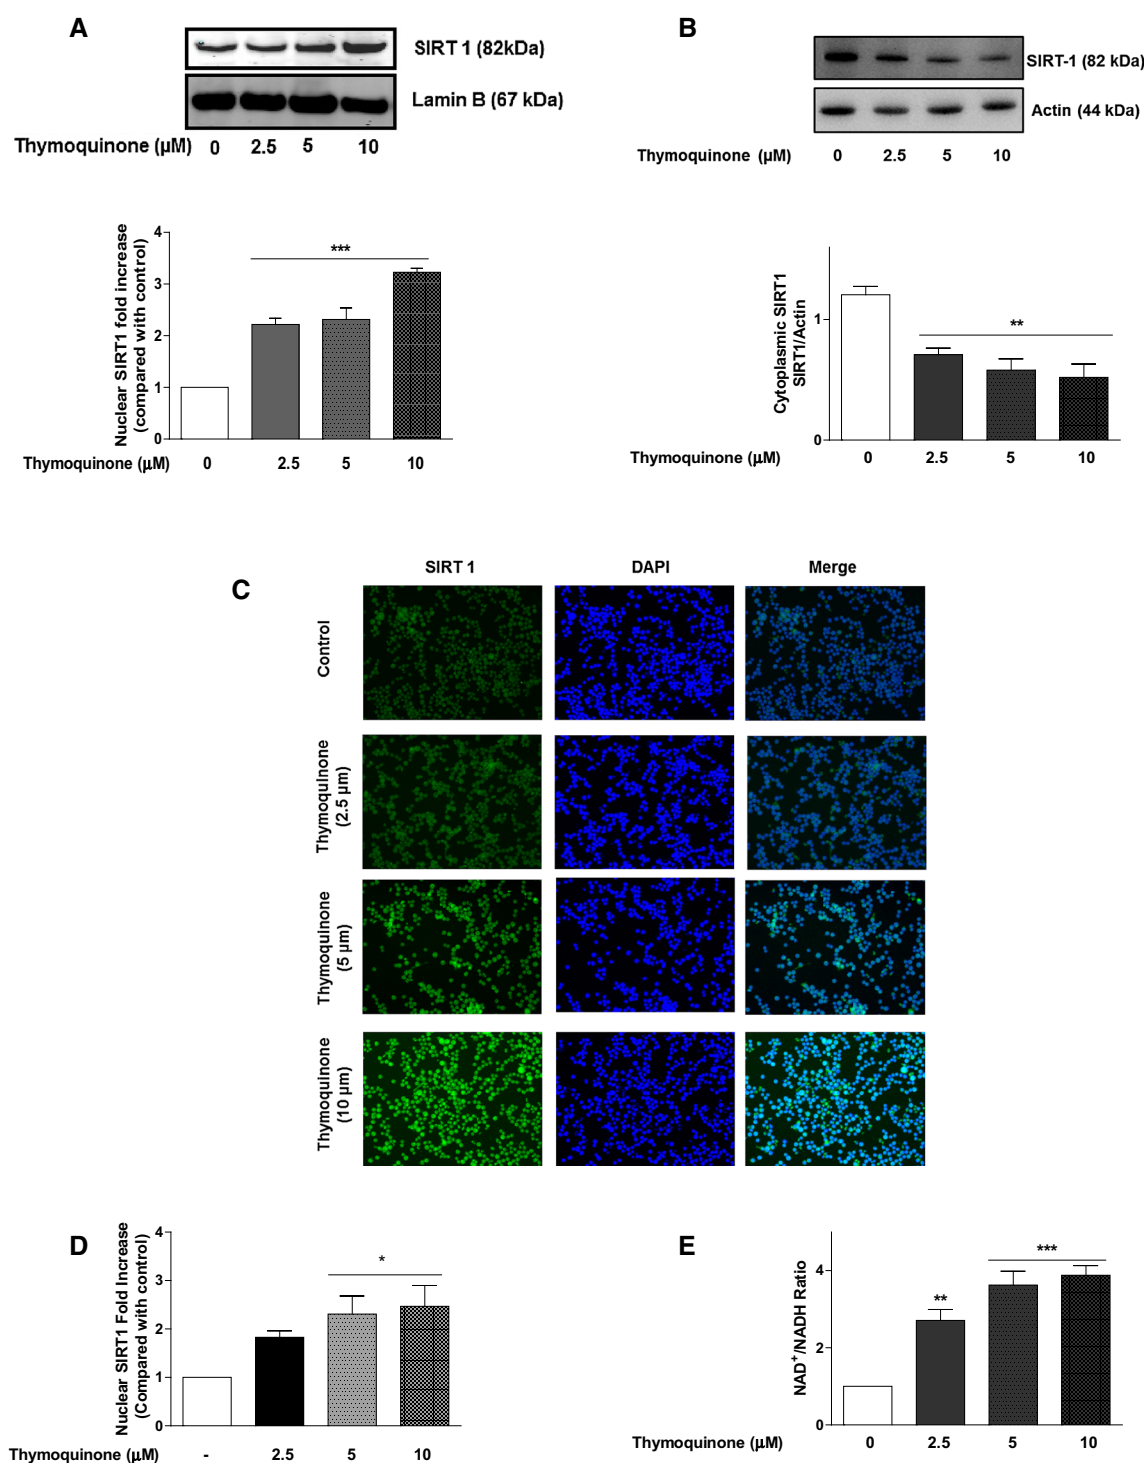 A
SIRT 1 (82kDa)
Lamin B (67 kDa)
Thymoquinone (µM) 0 2.5 5 10
Nuclear SIRT1 fold increase
(compared with control)
4
3
2
1
0
***
Thymoquinone (µM) 0 2.5 5 10
B
SIRT-1 (82 kDa)
Actin (44 kDa)
Thymoquinone (µM) 0 2.5 5 10
Cytoplasmic SIRT1
SIRT1/Actin
1
0
**
Thymoquinone (µM) 0 2.5 5 10
C
SIRT 1 DAPI Merge
Control
Thymoquinone
(2.5 µm)
Thymoquinone
(5 µm)
Thymoquinone
(10 µm)
D
Nuclear SIRT1 Fold Increase
(Compared with control)
4
3
2
1
0
*
Thymoquinone (µM) - 2.5 5 10
E
NAD+/NADH Ratio
4
2
0
**
***
Thymoquinone (µM) 0 2.5 5 10